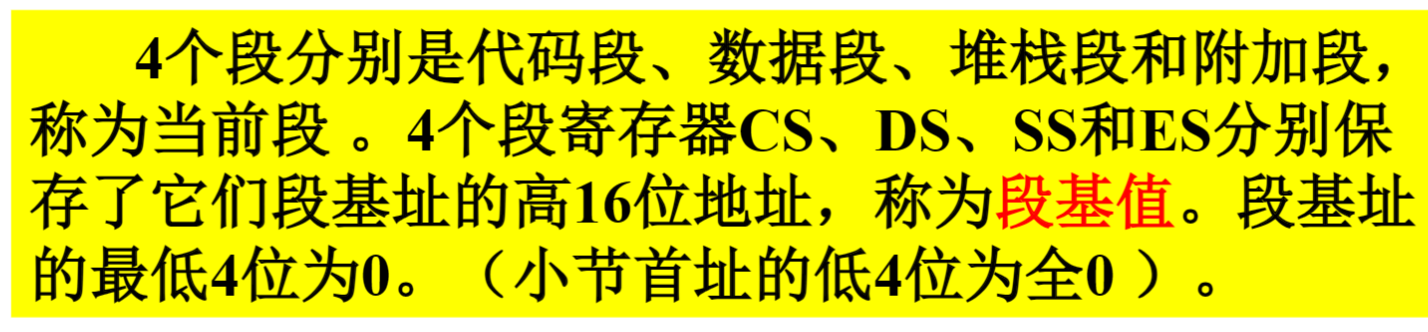 4个段分别是代码段、数据段、堆栈段和附加段，
称为当前段 。4个段寄存器CS、DS、SS和ES分别保
存了它们段基址的高16位地址，称为段基值。段基址
的最低4位为0。（小节首址的低4位为全0 ）。